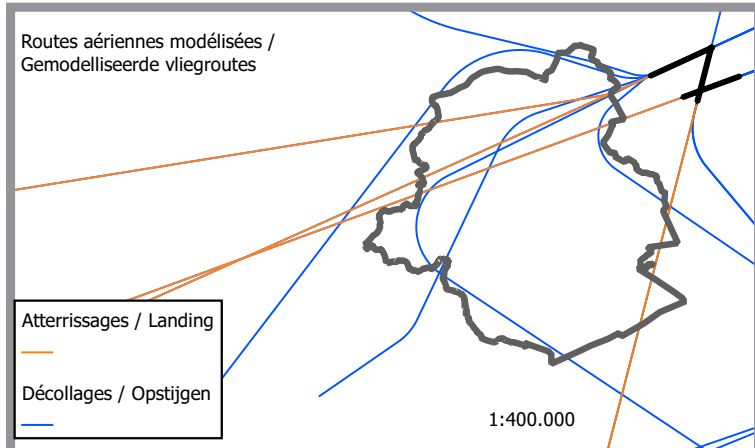 Routes aériennes modélisées /
Gemodelliseerde vliegroutes
Atterrissages / Landing
Décollages / Opstijgen
1:400.000